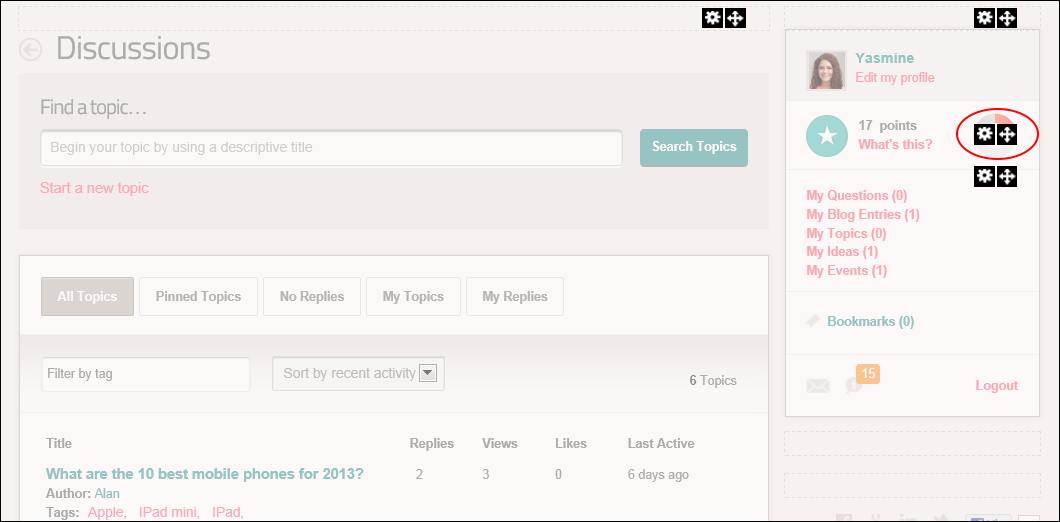 Discussions
Find a topic…
Begin your topic by using a descriptive title
Search Topics
Start a new topic
All Topics
Pinned Topics
No Replies
My Topics
My Replies
Filter by tag
Sort by recent activity
6 Topics
Title Replies Views Likes Last Active
What are the 10 best mobile phones for 2013? 2 3 0 6 days ago
Author: Alan
Tags: Apple, IPad mini, IPad,
Yasmine
Edit my profile
17 points
What's this?
My Questions (0)
My Blog Entries (1)
My Topics (0)
My Ideas (1)
My Events (1)
Bookmarks (0)
15
Logout